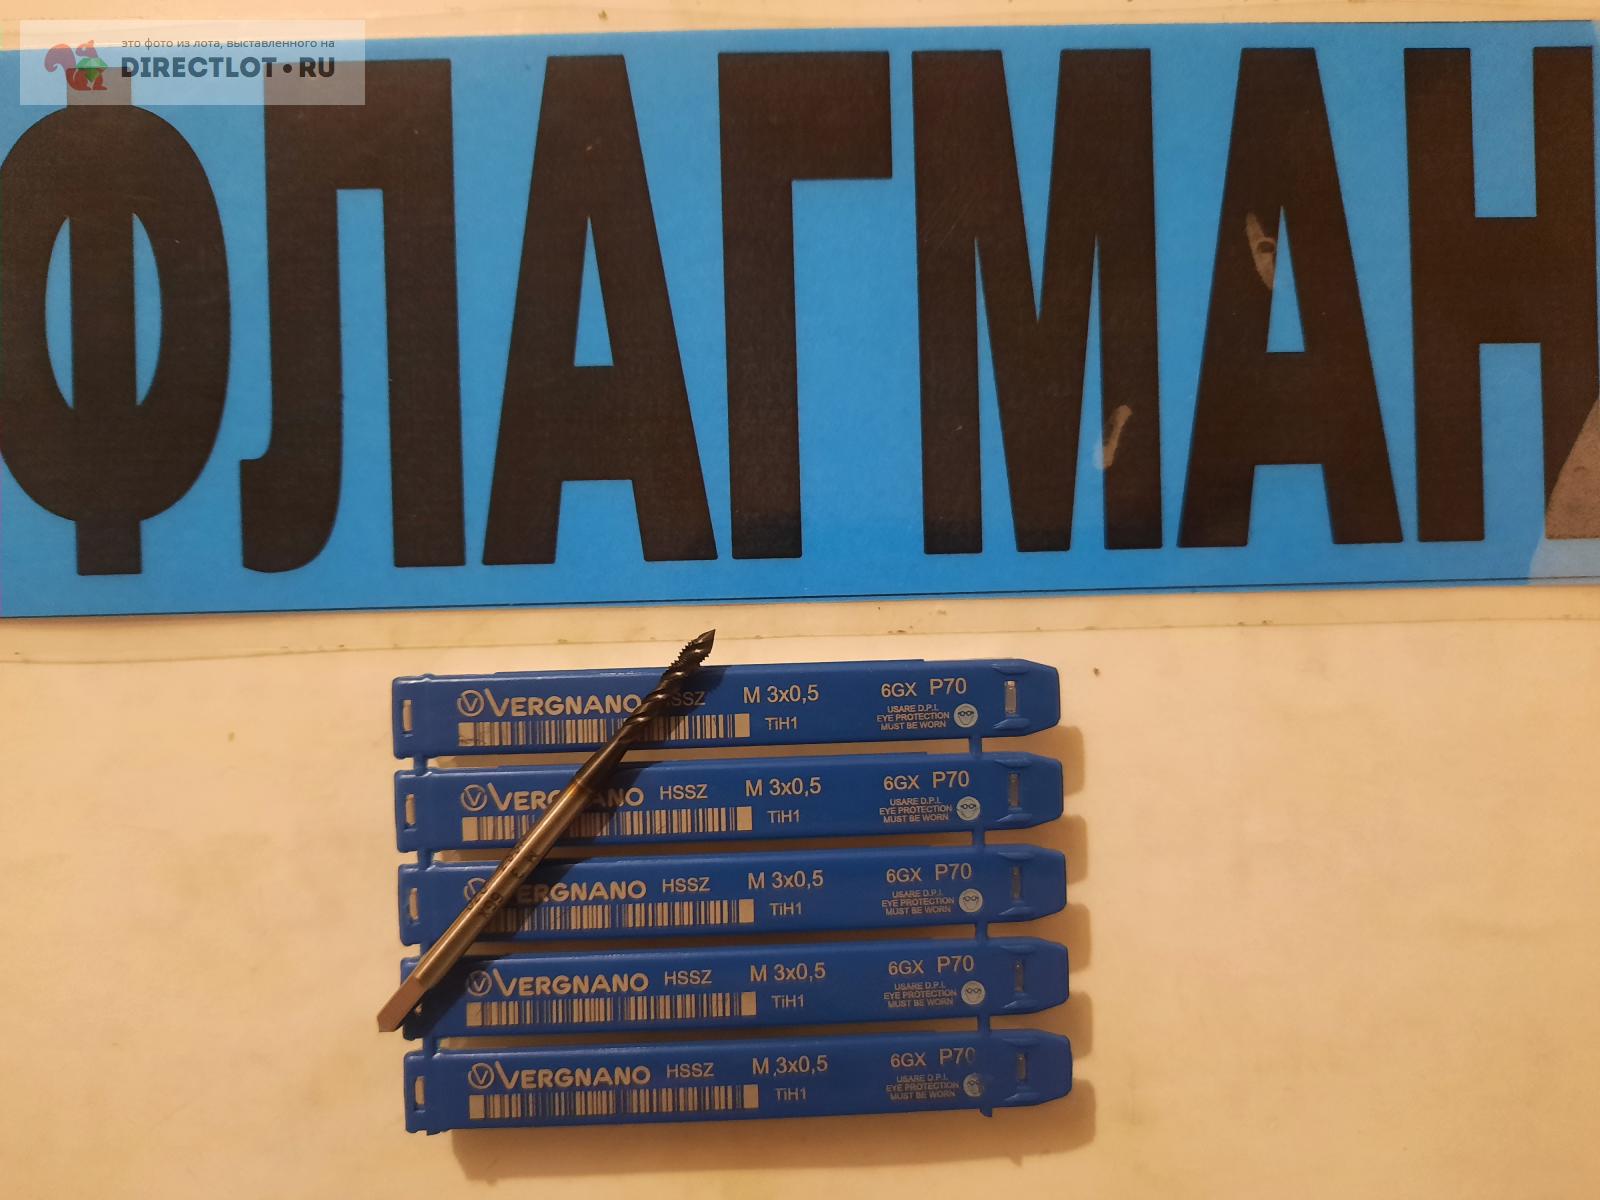 это фото из лота, выставленного на
DIRECTLOT•RU
ФЛАГМАН
VERGNANO HSSZ M 3x0,5 6GX P70
TiH1
USARE D.P.I.
EYE PROTECTION
MUST BE WORN
VERGNANO HSSZ M 3x0,5 6GX P70
TiH1
USARE D.P.I.
EYE PROTECTION
MUST BE WORN
VERGNANO HSSZ M 3x0,5 6GX P70
TiH1
USARE D.P.I.
EYE PROTECTION
MUST BE WORN
VERGNANO HSSZ M 3x0,5 6GX P70
TiH1
USARE D.P.I.
EYE PROTECTION
MUST BE WORN
VERGNANO HSSZ M 3x0,5 6GX P70
TiH1
USARE D.P.I.
EYE PROTECTION
MUST BE WORN